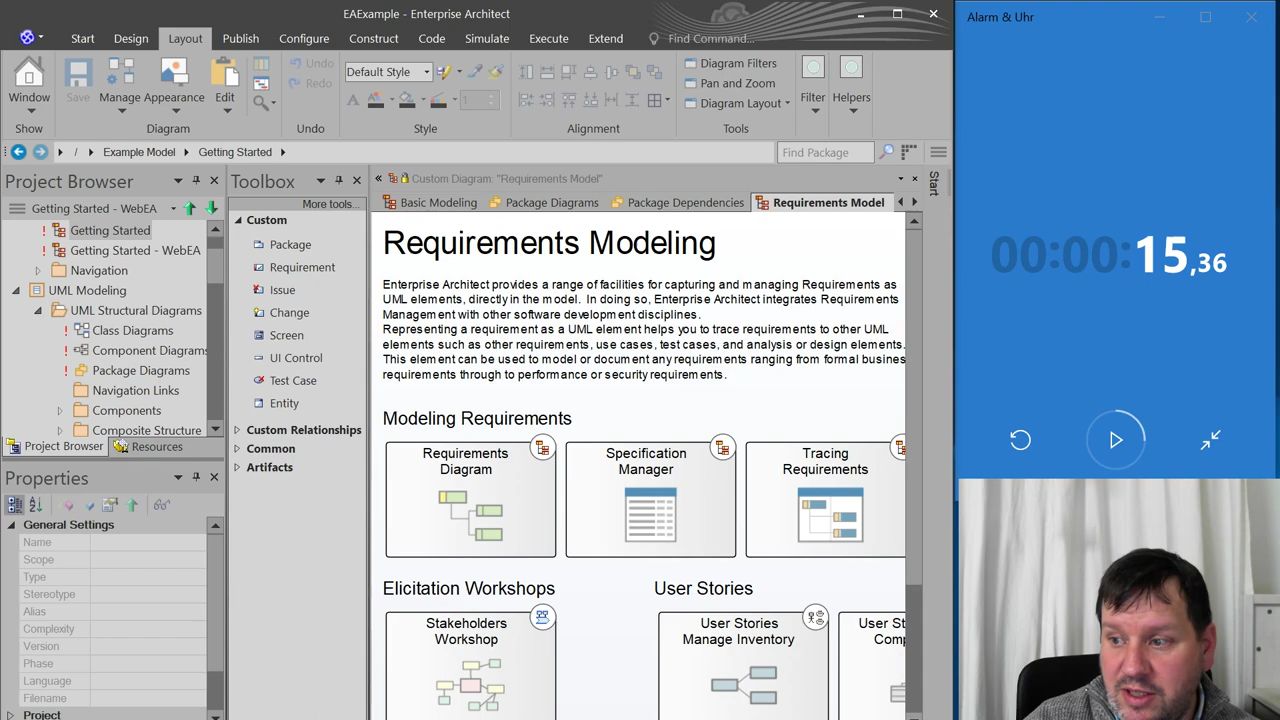 EAExample - Enterprise Architect
Start Design Layout Publish Configure Construct Code Simulate Execute Extend Find Command...
Window
Show
Save Manage Appearance Edit
Diagram
Undo
Redo
Undo
Default Style
1
Style
Alignment
Diagram Filters
Pan and Zoom
Diagram Layout
Tools
Filter
Helpers
/ Example Model Getting Started
Find Package
Project Browser
Getting Started - WebEA
Getting Started
Getting Started - WebEA
Navigation
UML Modeling
UML Structural Diagrams
Class Diagrams
Component Diagrams
Package Diagrams
Navigation Links
Components
Composite Structure
Project Browser Resources
Properties
General Settings
Name
Scope
Type
Stereotype
Alias
Complexity
Version
Phase
Language
Filename
Project
Toolbox
More tools...
Custom
Package
Requirement
Issue
Change
Screen
UI Control
Test Case
Entity
Custom Relationships
Common
Artifacts
Custom Diagram: "Requirements Model"
Basic Modeling Package Diagrams Package Dependencies Requirements Model
Start
Requirements Modeling
Enterprise Architect provides a range of facilities for capturing and managing Requirements as
UML elements, directly in the model. In doing so, Enterprise Architect integrates Requirements
Management with other software development disciplines.
Representing a requirement as a UML element helps you to trace requirements to other UML
elements such as other requirements, use cases, test cases, and analysis or design elements.
This element can be used to model or document any requirements ranging from formal busines
requirements through to performance or security requirements.
Modeling Requirements
Requirements
Diagram
Specification
Manager
Tracing
Requirements
Elicitation Workshops
User Stories
Stakeholders
Workshop
User Stories
Manage Inventory
User St
Comp
Alarm & Uhr
00:00:15,36